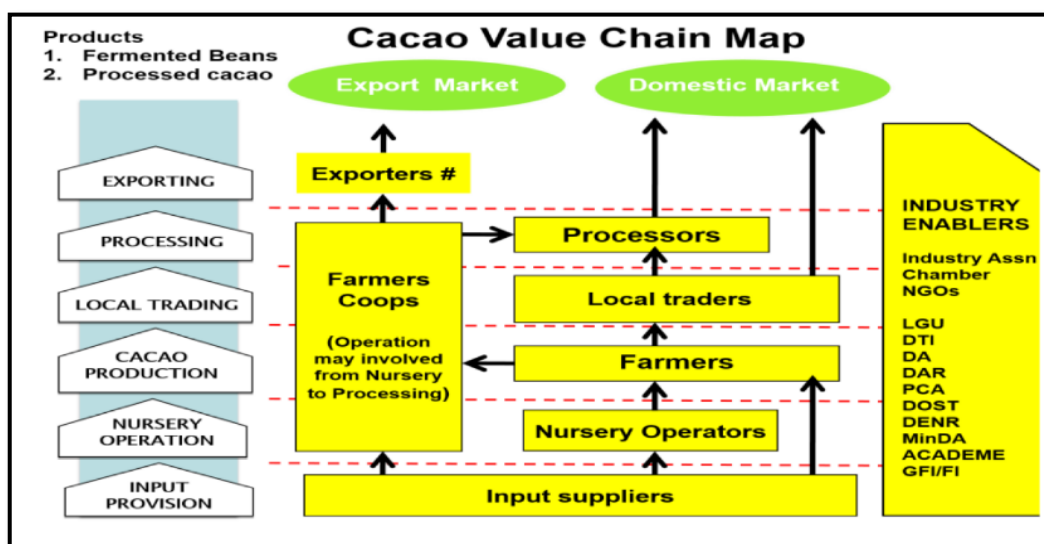 Products
1. Fermented Beans
2. Processed cacao
Cacao Value Chain Map
Export Market
Domestic Market
EXPORTING
PROCESSING
LOCAL TRADING
CACAO
PRODUCTION
NURSERY
OPERATION
INPUT
PROVISION
Exporters #
Farmers
Coops
(Operation
may involved
from Nursery
to Processing)
Processors
Local traders
Farmers
Nursery Operators
Input suppliers
INDUSTRY
ENABLERS
Industry Assn
Chamber
NGOs
LGU
DTI
DA
DAR
PCA
DOST
DENR
MinDA
ACADEME
GFI/FI